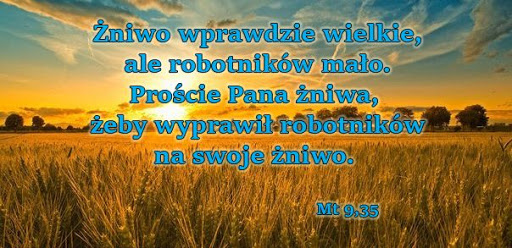 Żniwo wprawdzie wielkie,
ale robotników mało.
Proście Pana żniwa,
żeby wyprawił robotników
na swoje żniwo.
Mt 9,35